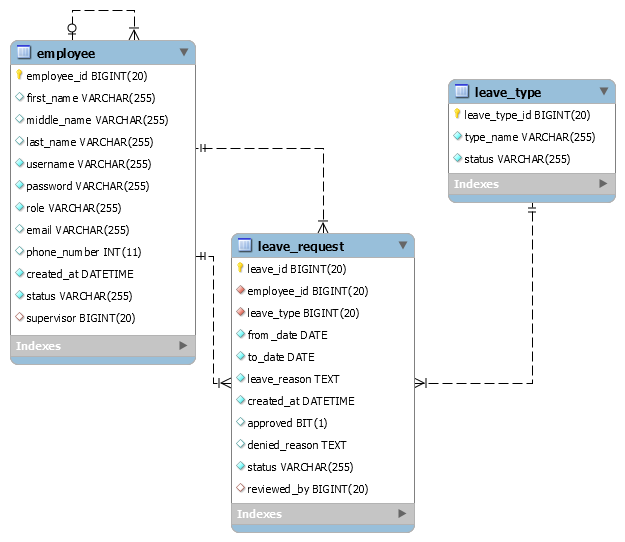 employee
employee_id BIGINT(20)
first_name VARCHAR(255)
middle_name VARCHAR(255)
last_name VARCHAR(255)
username VARCHAR(255)
password VARCHAR(255)
role VARCHAR(255)
email VARCHAR(255)
phone_number INT(11)
created_at DATETIME
status VARCHAR(255)
supervisor BIGINT(20)
Indexes
leave_type
leave_type_id BIGINT(20)
type_name VARCHAR(255)
status VARCHAR(255)
Indexes
leave_request
leave_id BIGINT(20)
employee_id BIGINT(20)
leave_type BIGINT(20)
from_date DATE
to_date DATE
leave_reason TEXT
created_at DATETIME
approved BIT(1)
denied_reason TEXT
status VARCHAR(255)
reviewed_by BIGINT(20)
Indexes